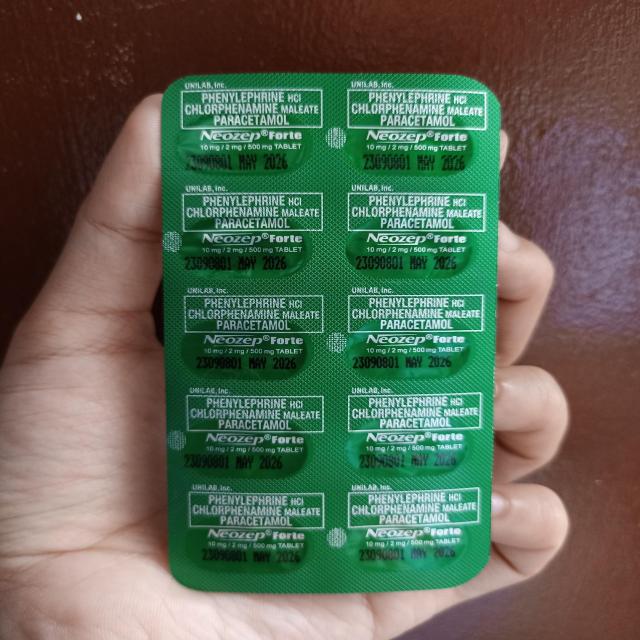 UNILAB, Inc.
PHENYLEPHRINE HCl
CHLORPHENAMINE MALEATE
PARACETAMOL
Neozep® Forte
10 mg / 2 mg / 500 mg TABLET
23090801 MAY 2026
UNILAB, Inc.
PHENYLEPHRINE HCl
CHLORPHENAMINE MALEATE
PARACETAMOL
Neozep® Forte
10 mg / 2 mg / 500 mg TABLET
23090801 MAY 2026
UNILAB, Inc.
PHENYLEPHRINE HCl
CHLORPHENAMINE MALEATE
PARACETAMOL
Neozep® Forte
10 mg / 2 mg / 500 mg TABLET
23090801 MAY 2026
UNILAB, Inc.
PHENYLEPHRINE HCl
CHLORPHENAMINE MALEATE
PARACETAMOL
Neozep® Forte
10 mg / 2 mg / 500 mg TABLET
23090801 MAY 2026
UNILAB, Inc.
PHENYLEPHRINE HCl
CHLORPHENAMINE MALEATE
PARACETAMOL
Neozep® Forte
10 mg / 2 mg / 500 mg TABLET
23090801 MAY 2026
UNILAB, Inc.
PHENYLEPHRINE HCl
CHLORPHENAMINE MALEATE
PARACETAMOL
Neozep® Forte
10 mg / 2 mg / 500 mg TABLET
23090801 MAY 2026
UNILAB, Inc.
PHENYLEPHRINE HCl
CHLORPHENAMINE MALEATE
PARACETAMOL
Neozep® Forte
10 mg / 2 mg / 500 mg TABLET
23090801 MAY 2026
UNILAB, Inc.
PHENYLEPHRINE HCl
CHLORPHENAMINE MALEATE
PARACETAMOL
Neozep® Forte
10 mg / 2 mg / 500 mg TABLET
23090801 MAY 2026
UNILAB, Inc.
PHENYLEPHRINE HCl
CHLORPHENAMINE MALEATE
PARACETAMOL
Neozep® Forte
10 mg / 2 mg / 500 mg TABLET
23090801 MAY 2026
UNILAB, Inc.
PHENYLEPHRINE HCl
CHLORPHENAMINE MALEATE
PARACETAMOL
Neozep® Forte
10 mg / 2 mg / 500 mg TABLET
23090801 MAY 2026